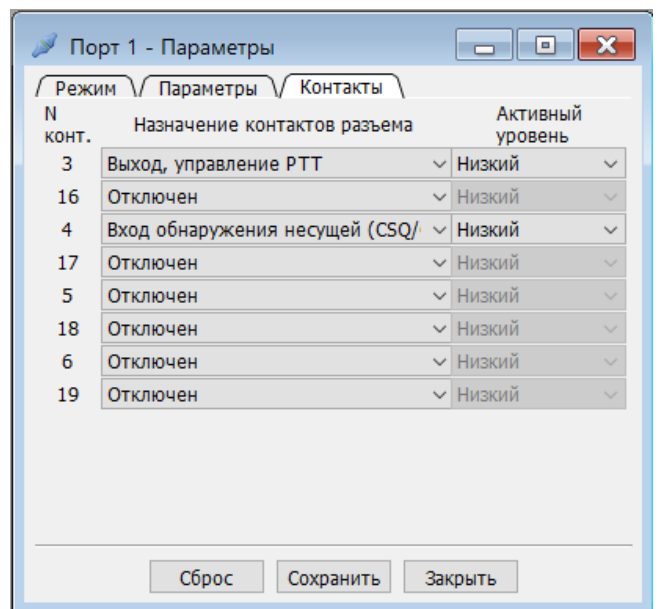 Порт 1 - Параметры
Режим Параметры Контакты
N конт. Назначение контактов разъема Активный уровень
3 Выход, управление PTT Низкий
16 Отключен Низкий
4 Вход обнаружения несущей (CSQ/ Низкий
17 Отключен Низкий
5 Отключен Низкий
18 Отключен Низкий
6 Отключен Низкий
19 Отключен Низкий
Сброс Сохранить Закрыть